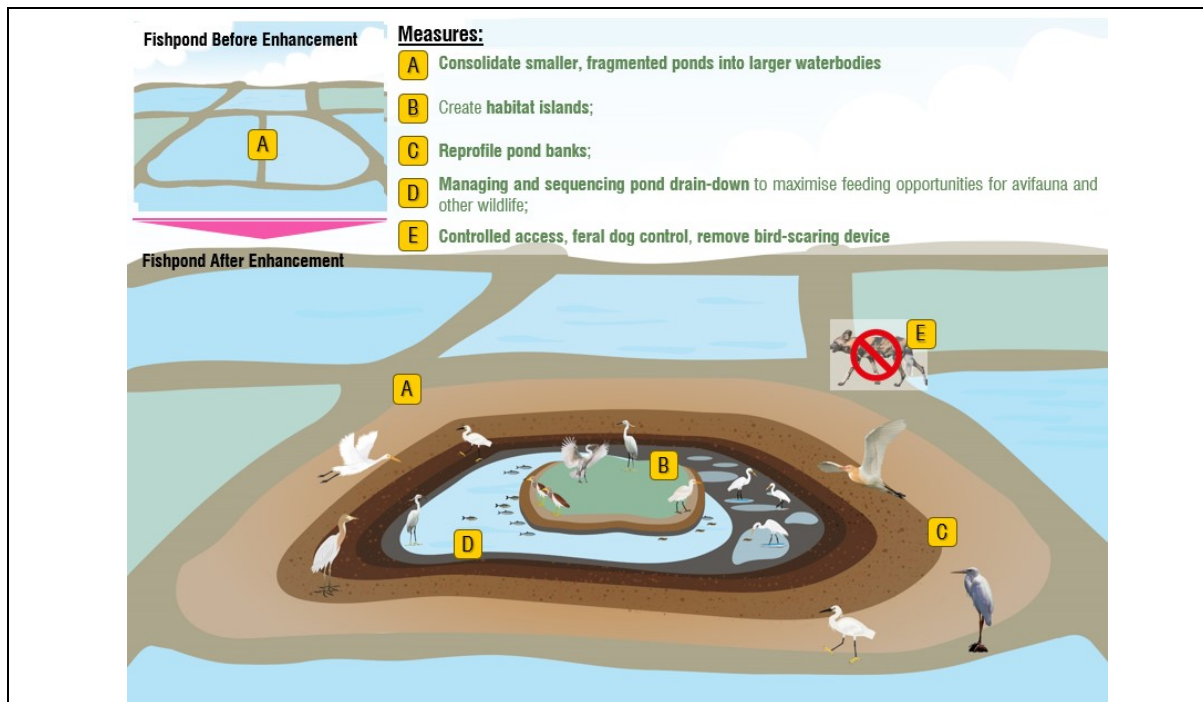 Fishpond Before Enhancement
A
Measures:
A Consolidate smaller, fragmented ponds into larger waterbodies
B Create habitat islands;
C Reprofile pond banks;
D Managing and sequencing pond drain-down to maximise feeding opportunities for avifauna and
other wildlife;
E Controlled access, feral dog control, remove bird-scaring device
Fishpond After Enhancement
E
A
B
C
D